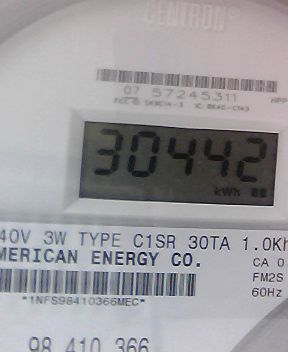 CENTRON®
07 57245311
30442
kWh
40V 3W TYPE C1SR 30TA 1.0Kh
MERICAN ENERGY CO.
CA 0
FM2S
60Hz
*1NFS98410366MEC*
98 410 366